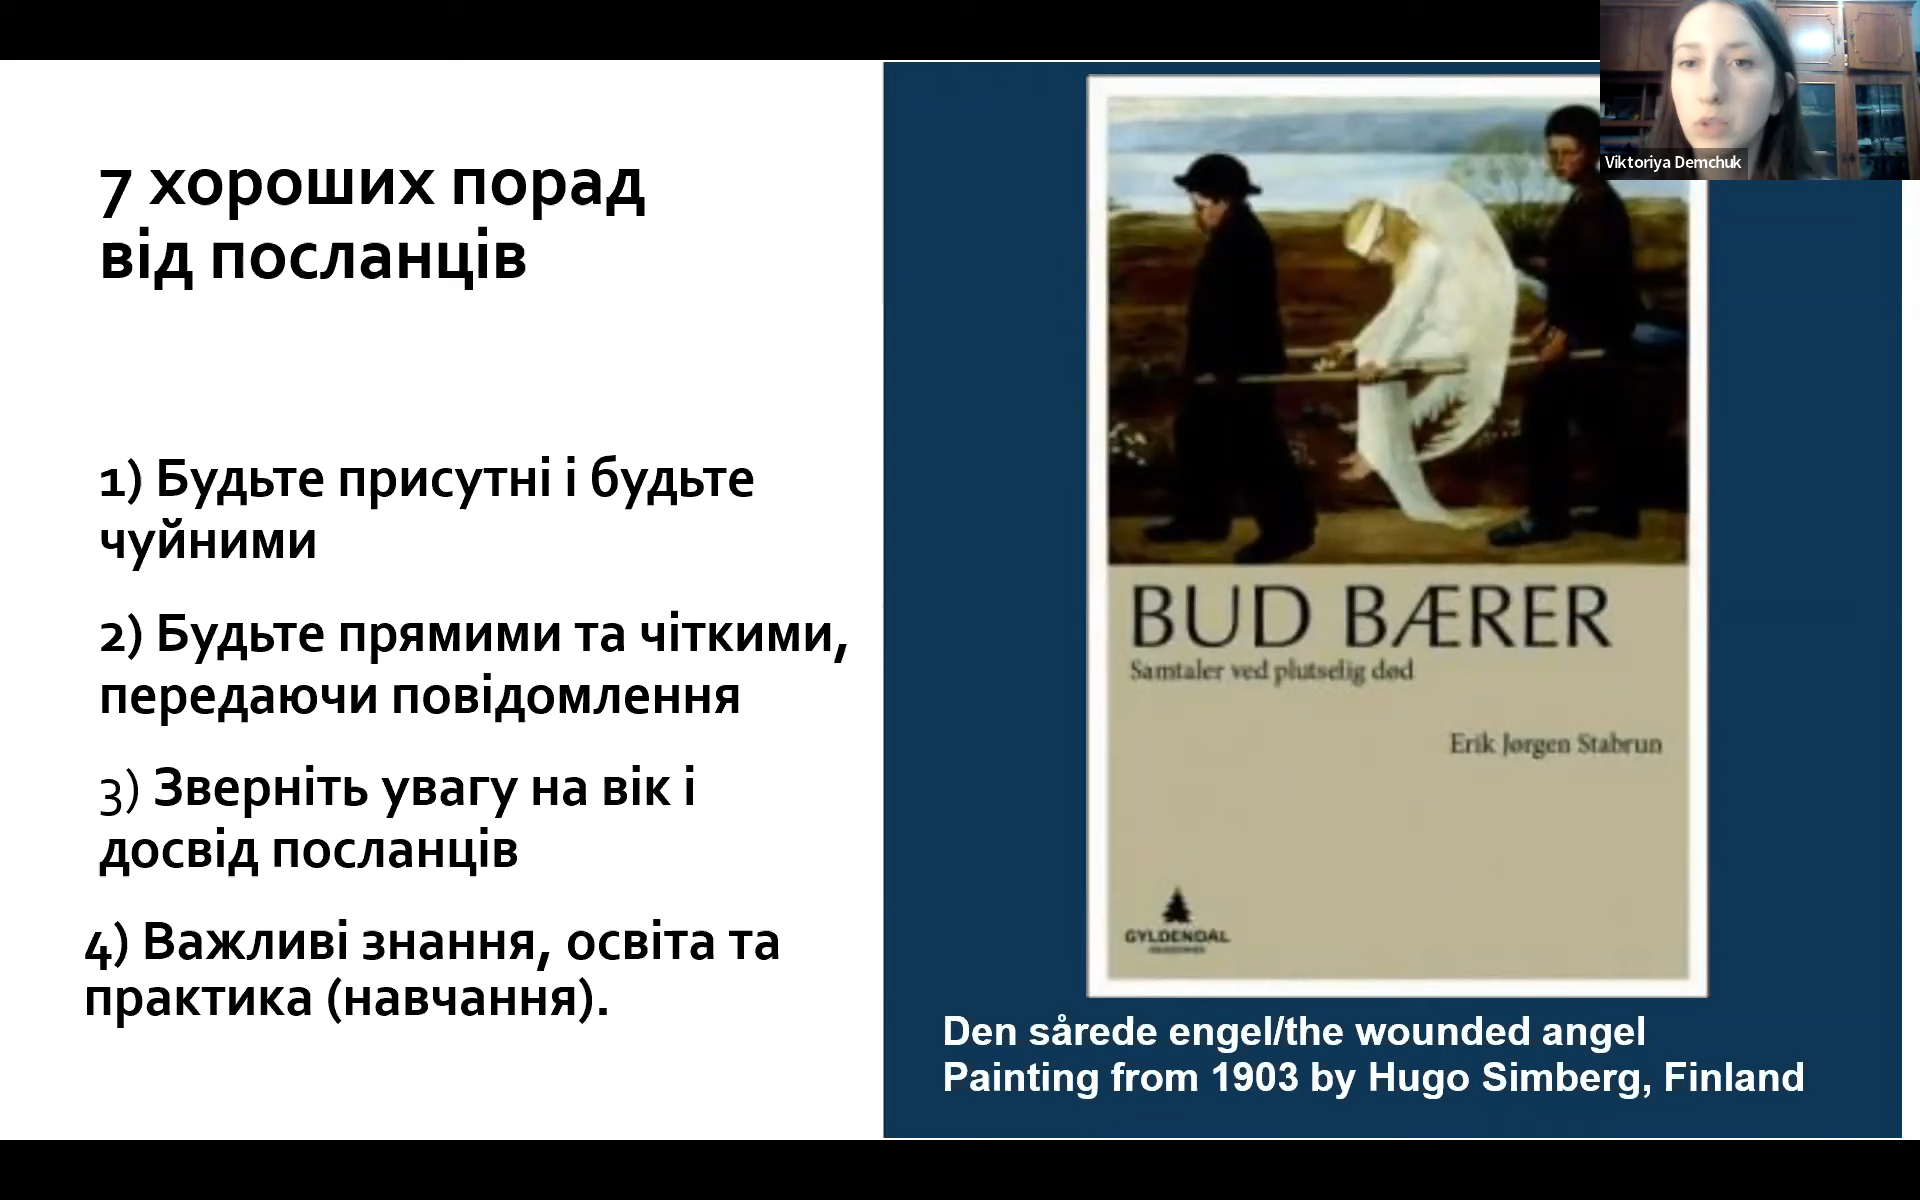 7 хороших порад
від посланців
1) Будьте присутні і будьте
чуйними
2) Будьте прямими та чіткими,
передаючи повідомлення
3) Зверніть увагу на вік і
досвід посланців
4) Важливі знання, освіта та
практика (навчання).
Viktoriya Demchuk
BUD BÆRER
Samtaler ved plutselig død
Erik Jørgen Stabrun
GYLDENDAL
Den sårede engel/the wounded angel
Painting from 1903 by Hugo Simberg, Finland